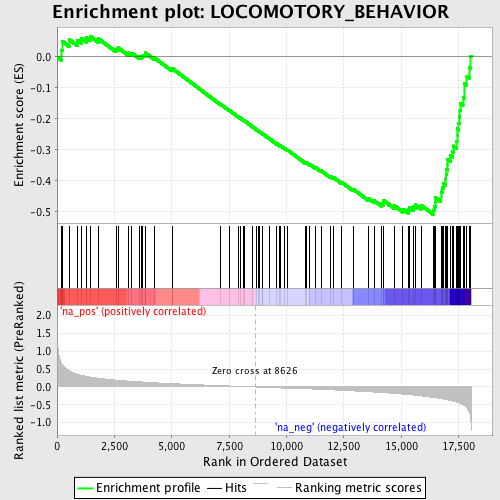 Enrichment plot: LOCOMOTORY_BEHAVIOR
Enrichment score (ES)
0.0
-0.1
-0.2
-0.3
-0.4
-0.5
'na_pos' (positively correlated)
Ranked list metric (PreRanked)
2.0
1.5
1.0
0.5
0.0
-0.5
-1.0
Zero cross at 8626
'na_neg' (negatively correlated)
0
2,500
5,000
7,500
10,000
12,500
15,000
17,500
Rank in Ordered Dataset
Enrichment profile
Hits
Ranking metric scores